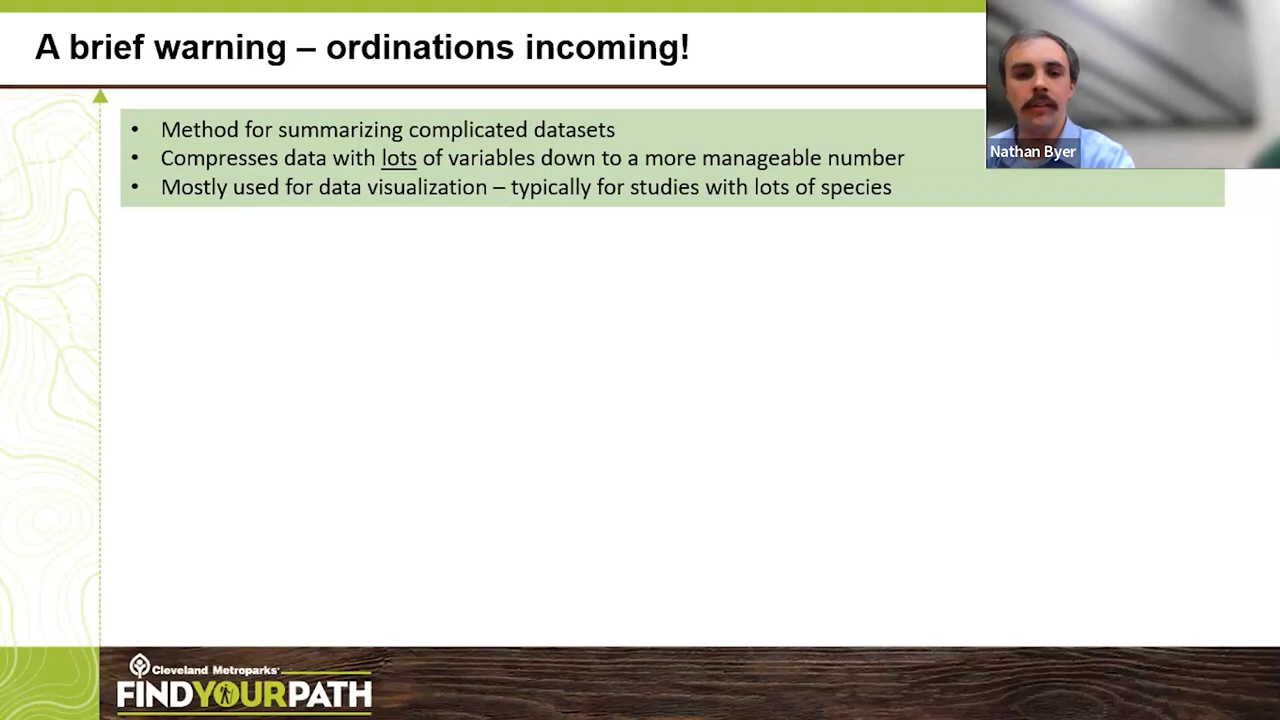 A brief warning – ordinations incoming!
• Method for summarizing complicated datasets
• Compresses data with lots of variables down to a more manageable number
• Mostly used for data visualization – typically for studies with lots of species
Nathan Byer
Cleveland Metroparks
FINDYOURPATH